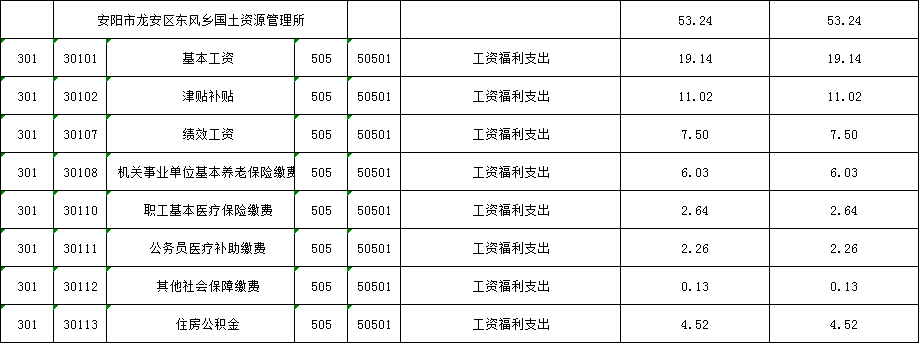 安阳市龙安区东风乡国土资源管理所 53.24 53.24
301 30101 基本工资 505 50501 工资福利支出 19.14 19.14
301 30102 津贴补贴 505 50501 工资福利支出 11.02 11.02
301 30107 绩效工资 505 50501 工资福利支出 7.50 7.50
301 30108 机关事业单位基本养老保险缴费 505 50501 工资福利支出 6.03 6.03
301 30110 职工基本医疗保险缴费 505 50501 工资福利支出 2.64 2.64
301 30111 公务员医疗补助缴费 505 50501 工资福利支出 2.26 2.26
301 30112 其他社会保障缴费 505 50501 工资福利支出 0.13 0.13
301 30113 住房公积金 505 50501 工资福利支出 4.52 4.52